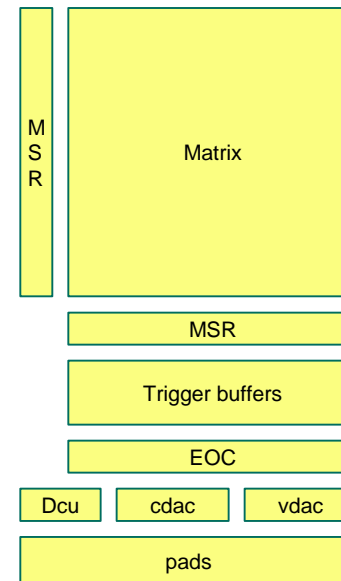 M
S
R
Matrix
MSR
Trigger buffers
EOC
Dcu cdac vdac
pads